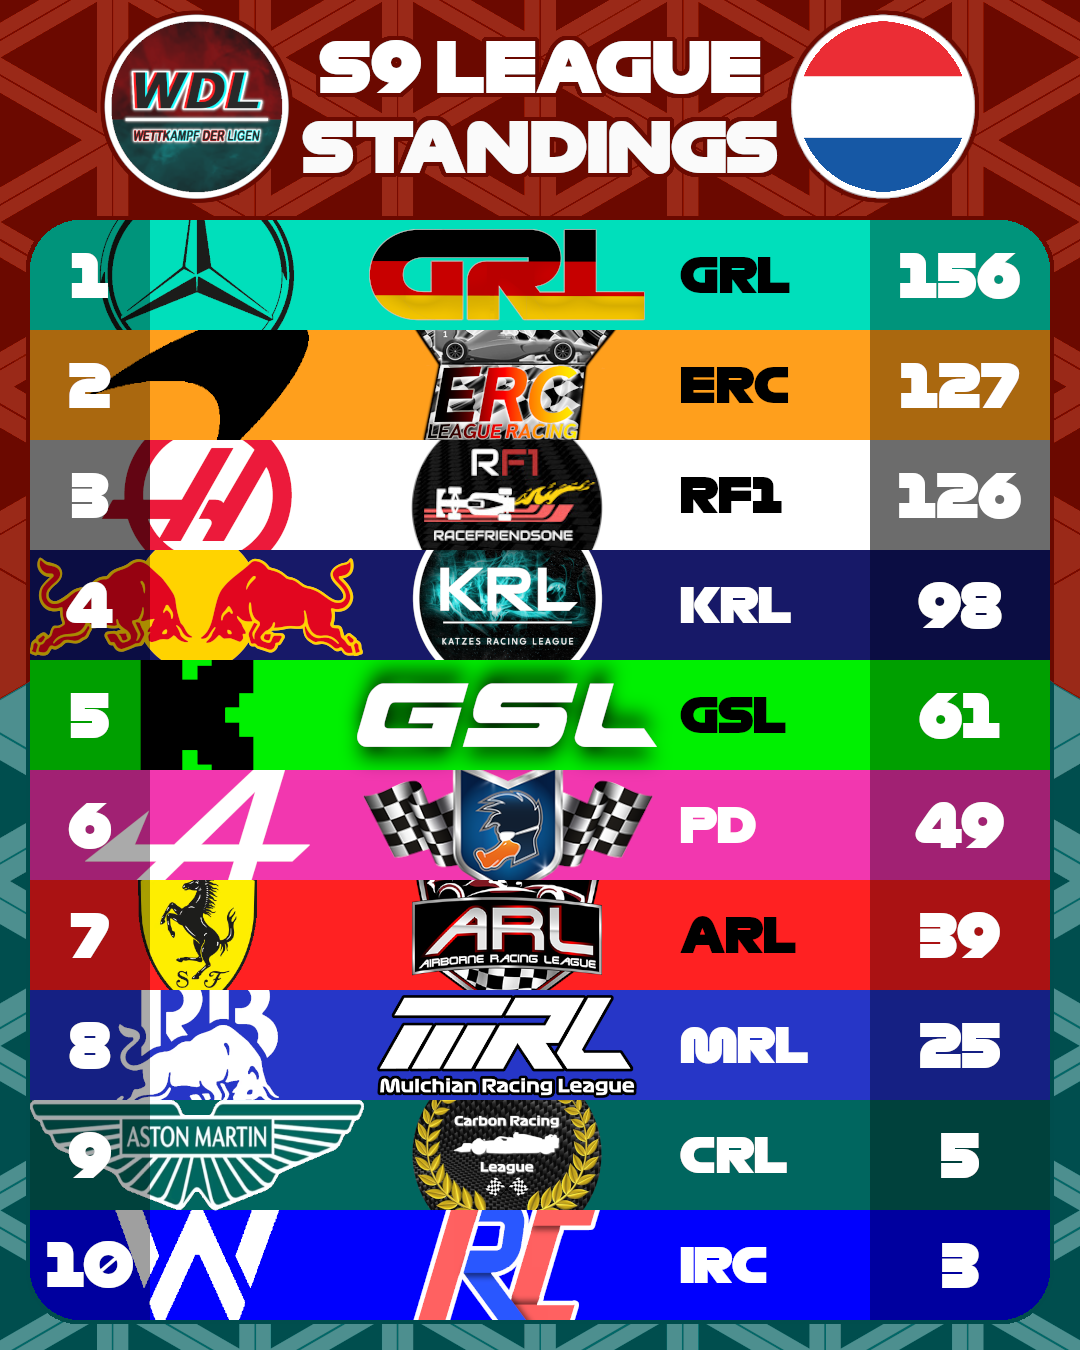 WDL
WETTKAMPF DER LIGEN
S9 LEAGUE
STANDINGS
1 GRL GRL 156
2 1 ERC LEAGUE RACING ERC 127
3 RF1 RACEFRIENDSONE RF1 126
4 KRL KATZES RACING LEAGUE KRL 98
5 K GSL GSL 61
6 A PD 49
7 S F ARL AIRBORNE RACING LEAGUE ARL 39
8 RB MRL Mulchian Racing League MRL 25
9 ASTON MARTIN Carbon Racing League CRL 5
10 W IRC IRC 3